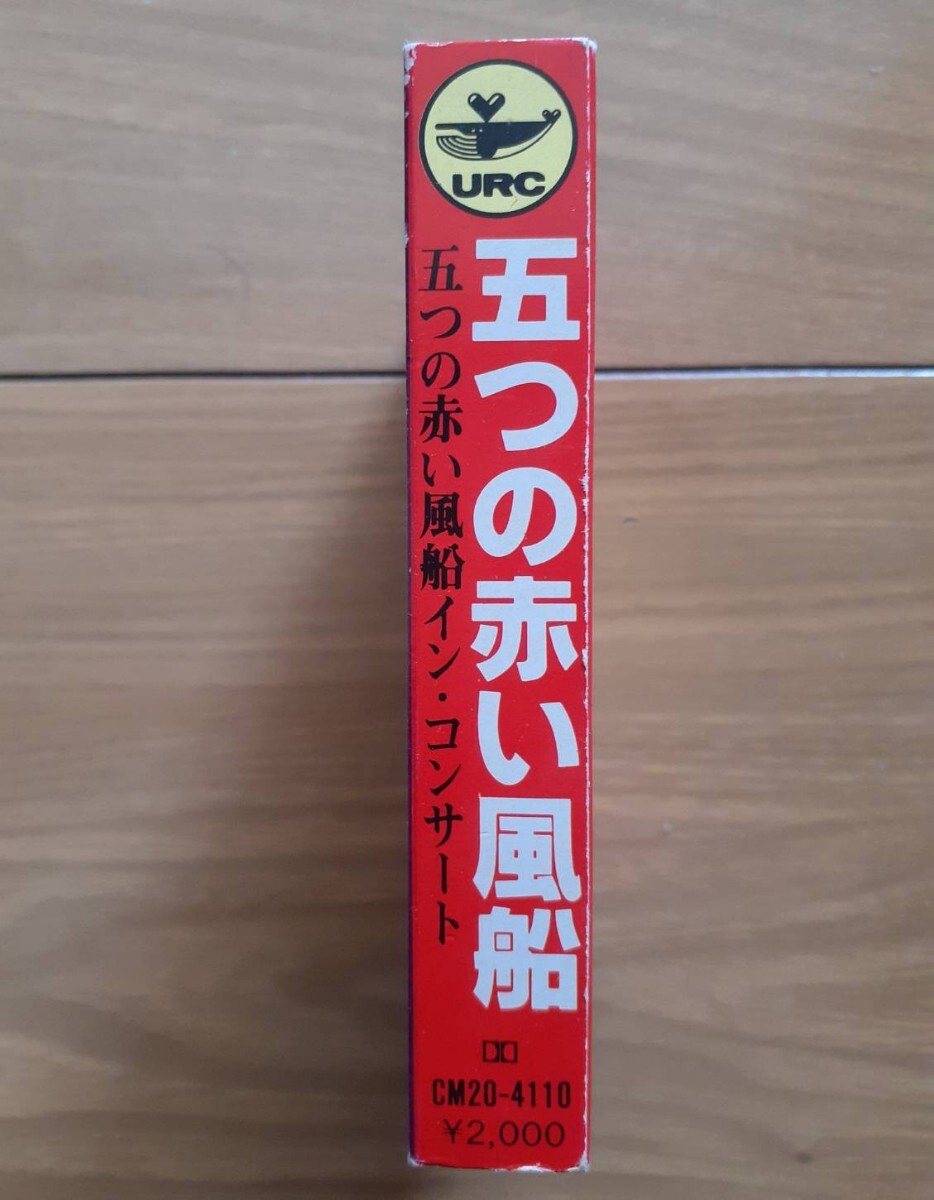 URC
五つの赤い風船
五つの赤い風船イン・コンサート
CM20-4110
¥2,000